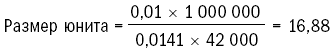 Размер юнита = 0,01 × 1 000 000 / 0,0141 × 42 000 = 16,88